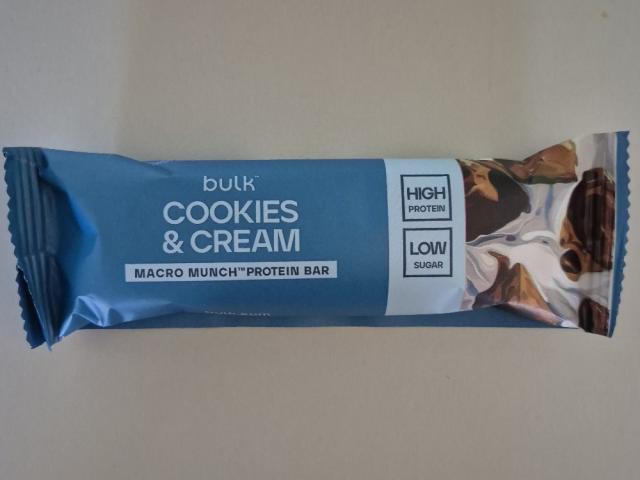 bulk™
COOKIES
& CREAM
MACRO MUNCH™ PROTEIN BAR
HIGH
PROTEIN
LOW
SUGAR